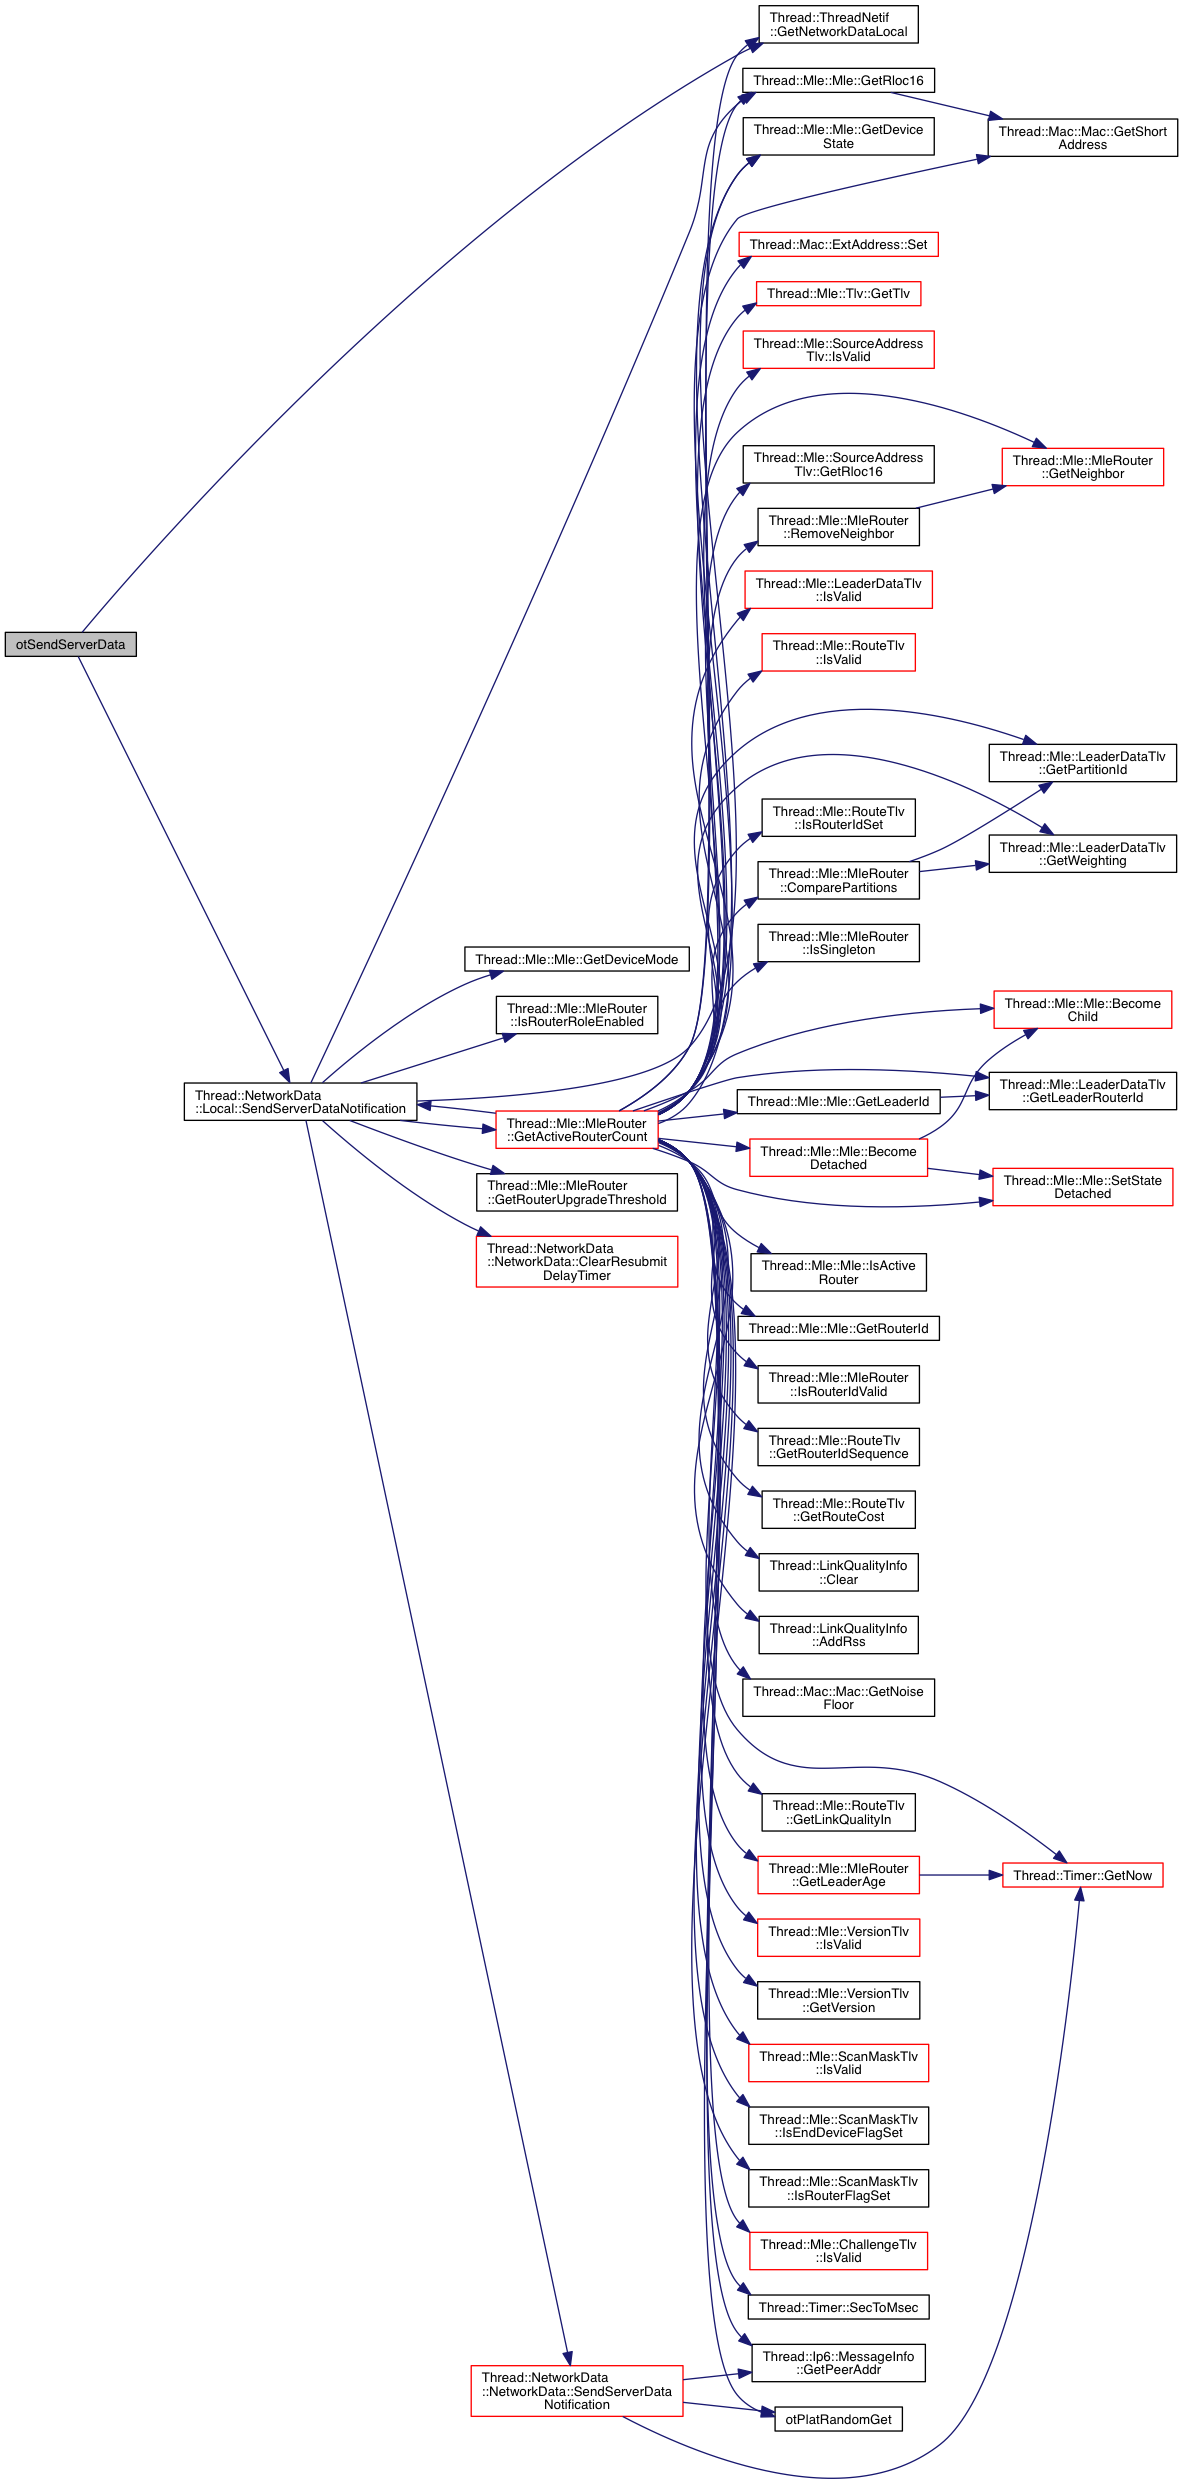 otSendServerData
Thread::ThreadNetif
::GetNetworkDataLocal
Thread::Mle::Mle::GetRloc16
Thread::Mac::Mac::GetShort
Address
Thread::Mle::Mle::GetDevice
State
Thread::Mac::ExtAddress::Set
Thread::Mle::Tlv::GetTlv
Thread::Mle::SourceAddress
Tlv::IsValid
Thread::Mle::SourceAddress
Tlv::GetRloc16
Thread::Mle::MleRouter
::GetNeighbor
Thread::Mle::MleRouter
::RemoveNeighbor
Thread::Mle::LeaderDataTlv
::IsValid
Thread::Mle::RouteTlv
::IsValid
Thread::Mle::LeaderDataTlv
::GetPartitionId
Thread::Mle::RouteTlv
::IsRouterIdSet
Thread::Mle::LeaderDataTlv
::GetWeighting
Thread::Mle::MleRouter
::ComparePartitions
Thread::Mle::MleRouter
::IsSingleton
Thread::Mle::Mle::GetDeviceMode
Thread::Mle::MleRouter
::IsRouterRoleEnabled
Thread::Mle::Mle::Become
Child
Thread::NetworkData
::Local::SendServerDataNotification
Thread::Mle::MleRouter
::GetActiveRouterCount
Thread::Mle::Mle::GetLeaderId
Thread::Mle::LeaderDataTlv
::GetLeaderRouterId
Thread::Mle::Mle::Become
Detached
Thread::Mle::Mle::SetState
Detached
Thread::Mle::MleRouter
::GetRouterUpgradeThreshold
Thread::NetworkData
::NetworkData::ClearResubmit
DelayTimer
Thread::Mle::Mle::IsActive
Router
Thread::Mle::Mle::GetRouterId
Thread::Mle::MleRouter
::IsRouterIdValid
Thread::Mle::RouteTlv
::GetRouterIdSequence
Thread::Mle::RouteTlv
::GetRouteCost
Thread::LinkQualityInfo
::Clear
Thread::LinkQualityInfo
::AddRss
Thread::Mac::Mac::GetNoise
Floor
Thread::Mle::RouteTlv
::GetLinkQualityIn
Thread::Mle::MleRouter
::GetLeaderAge
Thread::Timer::GetNow
Thread::Mle::VersionTlv
::IsValid
Thread::Mle::VersionTlv
::GetVersion
Thread::Mle::ScanMaskTlv
::IsValid
Thread::Mle::ScanMaskTlv
::IsEndDeviceFlagSet
Thread::Mle::ScanMaskTlv
::IsRouterFlagSet
Thread::Mle::ChallengeTlv
::IsValid
Thread::Timer::SecToMsec
Thread::Ip6::MessageInfo
::GetPeerAddr
Thread::NetworkData
::NetworkData::SendServerData
Notification
otPlatRandomGet